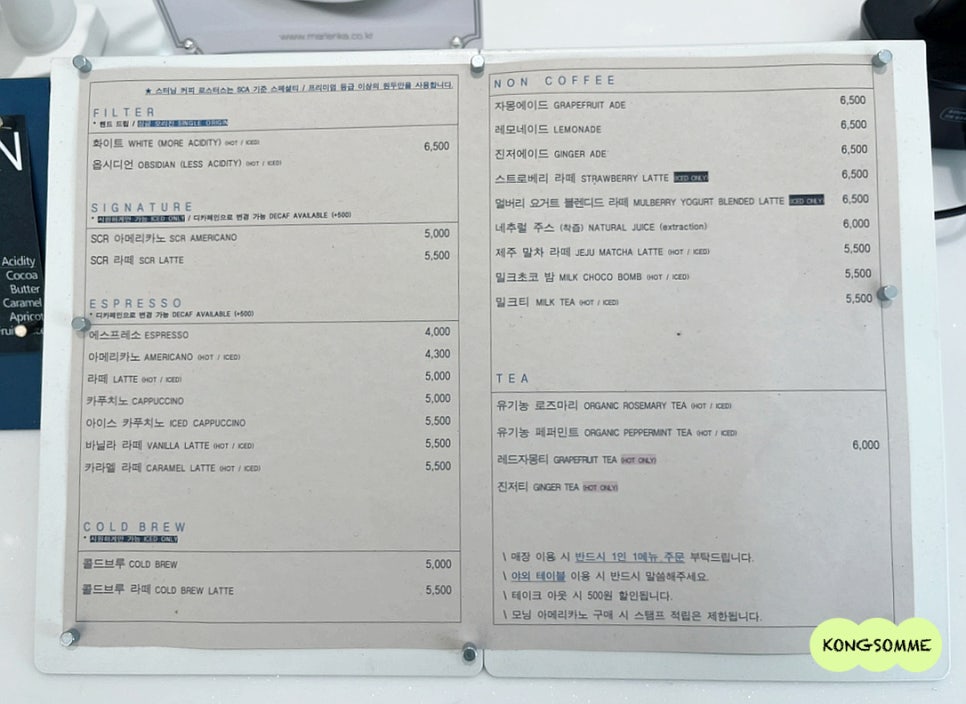 www.marienka.co.kr
★ 스터닝 커피 로스터스는 SCA 기준 스페셜티 / 프리미엄 등급 이상의 원두만을 사용합니다.
FILTER
* 핸드 드립 / 싱글 오리진 SINGLE ORIGIN
화이트 WHITE (MORE ACIDITY) (HOT / ICED)
6,500
옵시디언 OBSIDIAN (LESS ACIDITY) (HOT / ICED)
SIGNATURE
* 시원하게만 가능 ICED ONLY / 디카페인으로 변경 가능 DECAF AVAILABLE (+500)
SCR 아메리카노 SCR AMERICANO 5,000
SCR 라떼 SCR LATTE 5,500
ESPRESSO
* 디카페인으로 변경 가능 DECAF AVAILABLE (+500)
에스프레소 ESPRESSO 4,000
아메리카노 AMERICANO (HOT / ICED) 4,300
라떼 LATTE (HOT / ICED) 5,000
카푸치노 CAPPUCCINO 5,000
아이스 카푸치노 ICED CAPPUCCINO 5,500
바닐라 라떼 VANILLA LATTE (HOT / ICED) 5,500
카라멜 라떼 CARAMEL LATTE (HOT / ICED) 5,500
COLD BREW
* 시원하게만 가능 ICED ONLY
콜드브루 COLD BREW 5,000
콜드브루 라떼 COLD BREW LATTE 5,500
NON COFFEE
자몽에이드 GRAPEFRUIT ADE 6,500
레모네이드 LEMONADE 6,500
진저에이드 GINGER ADE 6,500
스트로베리 라떼 STRAWBERRY LATTE (ICED ONLY) 6,500
멀버리 요거트 블렌디드 라떼 MULBERRY YOGURT BLENDED LATTE (ICED ONLY) 6,500
네추럴 주스 (착즙) NATURAL JUICE (extraction) 6,000
제주 말차 라떼 JEJU MATCHA LATTE (HOT / ICED) 5,500
밀크초코 밤 MILK CHOCO BOMB (HOT / ICED) 5,500
밀크티 MILK TEA (HOT / ICED) 5,500
TEA
유기농 로즈마리 ORGANIC ROSEMARY TEA (HOT / ICED)
유기농 페퍼민트 ORGANIC PEPPERMINT TEA (HOT / ICED)
6,000
레드자몽티 GRAPEFRUIT TEA (HOT ONLY)
진저티 GINGER TEA (HOT ONLY)
\ 매장 이용 시 반드시 1인 1메뉴 주문 부탁드립니다.
\ 야외 테이블 이용 시 반드시 말씀해주세요.
\ 테이크 아웃 시 500원 할인됩니다.
\ 모닝 아메리카노 구매 시 스탬프 적립은 제한됩니다.
N
Acidity
Cocoa
Butter
Caramel
Apricot
KONGSOMME